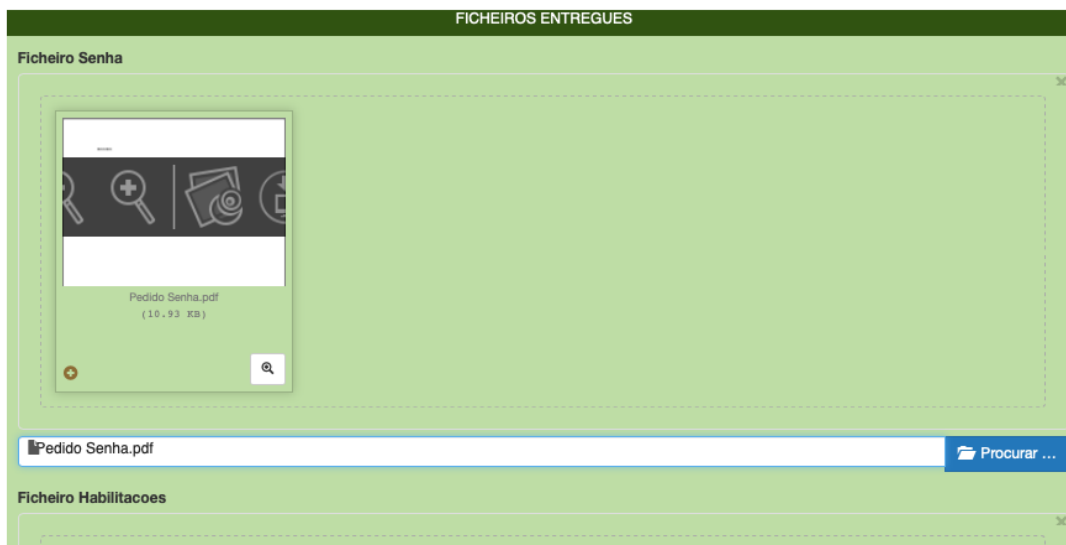 FICHEIROS ENTREGUES
Ficheiro Senha
Pedido Senha.pdf
(10.93 KB)
Pedido Senha.pdf
Procurar ...
Ficheiro Habilitacoes